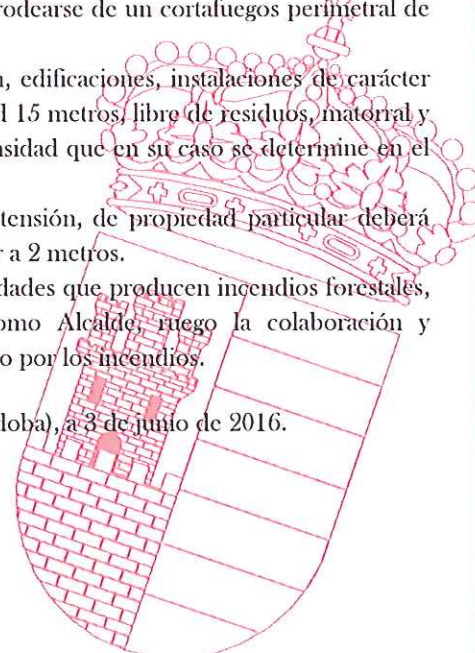 rodearse de un cortafuegos perimetral de
n, edificaciones, instalaciones de carácter
d 15 metros, libre de residuos, matorral y
nsidad que en su caso se determine en el
tensión, de propiedad particular deberá
r a 2 metros.
dades que producen incendios forestales,
omo Alcalde, ruego la colaboración y
o por los incendios.
doba), a 3 de junio de 2016.